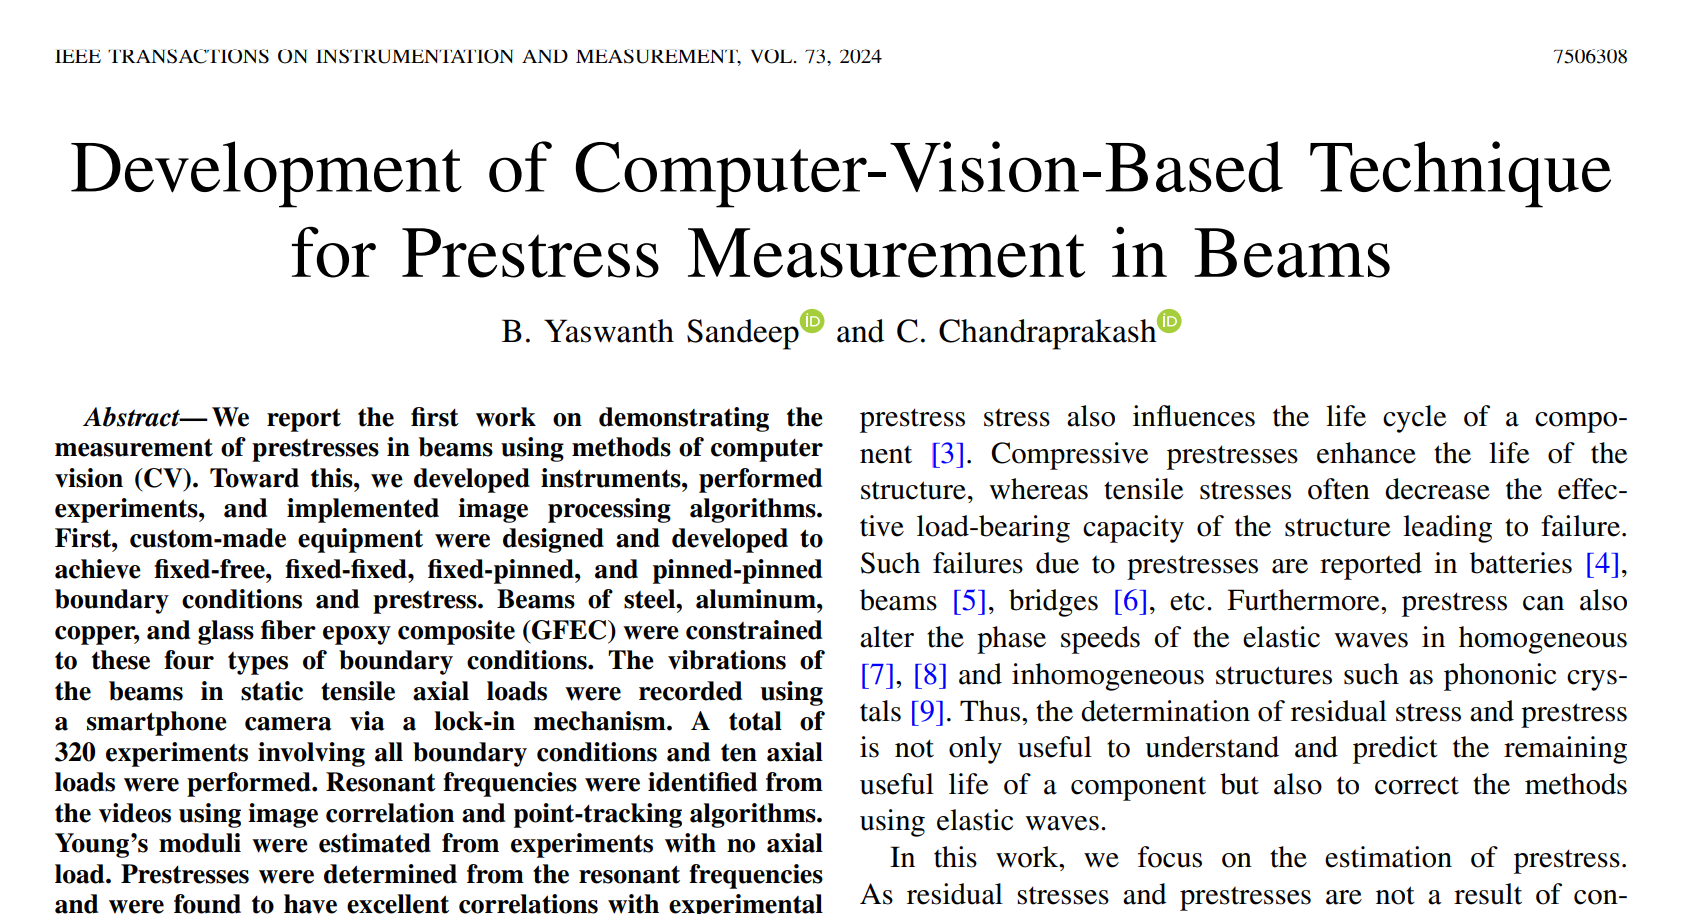 IEEE TRANSACTIONS ON INSTRUMENTATION AND MEASUREMENT, VOL. 73, 2024 7506308
Development of Computer-Vision-Based Technique
for Prestress Measurement in Beams
B. Yaswanth Sandeep and C. Chandraprakash
Abstract—We report the first work on demonstrating the
measurement of prestresses in beams using methods of computer
vision (CV). Toward this, we developed instruments, performed
experiments, and implemented image processing algorithms.
First, custom-made equipment were designed and developed to
achieve fixed-free, fixed-fixed, fixed-pinned, and pinned-pinned
boundary conditions and prestress. Beams of steel, aluminum,
copper, and glass fiber epoxy composite (GFEC) were constrained
to these four types of boundary conditions. The vibrations of
the beams in static tensile axial loads were recorded using
a smartphone camera via a lock-in mechanism. A total of
320 experiments involving all boundary conditions and ten axial
loads were performed. Resonant frequencies were identified from
the videos using image correlation and point-tracking algorithms.
Young's moduli were estimated from experiments with no axial
load. Prestresses were determined from the resonant frequencies
and were found to have excellent correlations with experimental
prestress stress also influences the life cycle of a compo-
nent [3]. Compressive prestresses enhance the life of the
structure, whereas tensile stresses often decrease the effec-
tive load-bearing capacity of the structure leading to failure.
Such failures due to prestresses are reported in batteries [4],
beams [5], bridges [6], etc. Furthermore, prestress can also
alter the phase speeds of the elastic waves in homogeneous
[7], [8] and inhomogeneous structures such as phononic crys-
tals [9]. Thus, the determination of residual stress and prestress
is not only useful to understand and predict the remaining
useful life of a component but also to correct the methods
using elastic waves.
In this work, we focus on the estimation of prestress.
As residual stresses and prestresses are not a result of con-